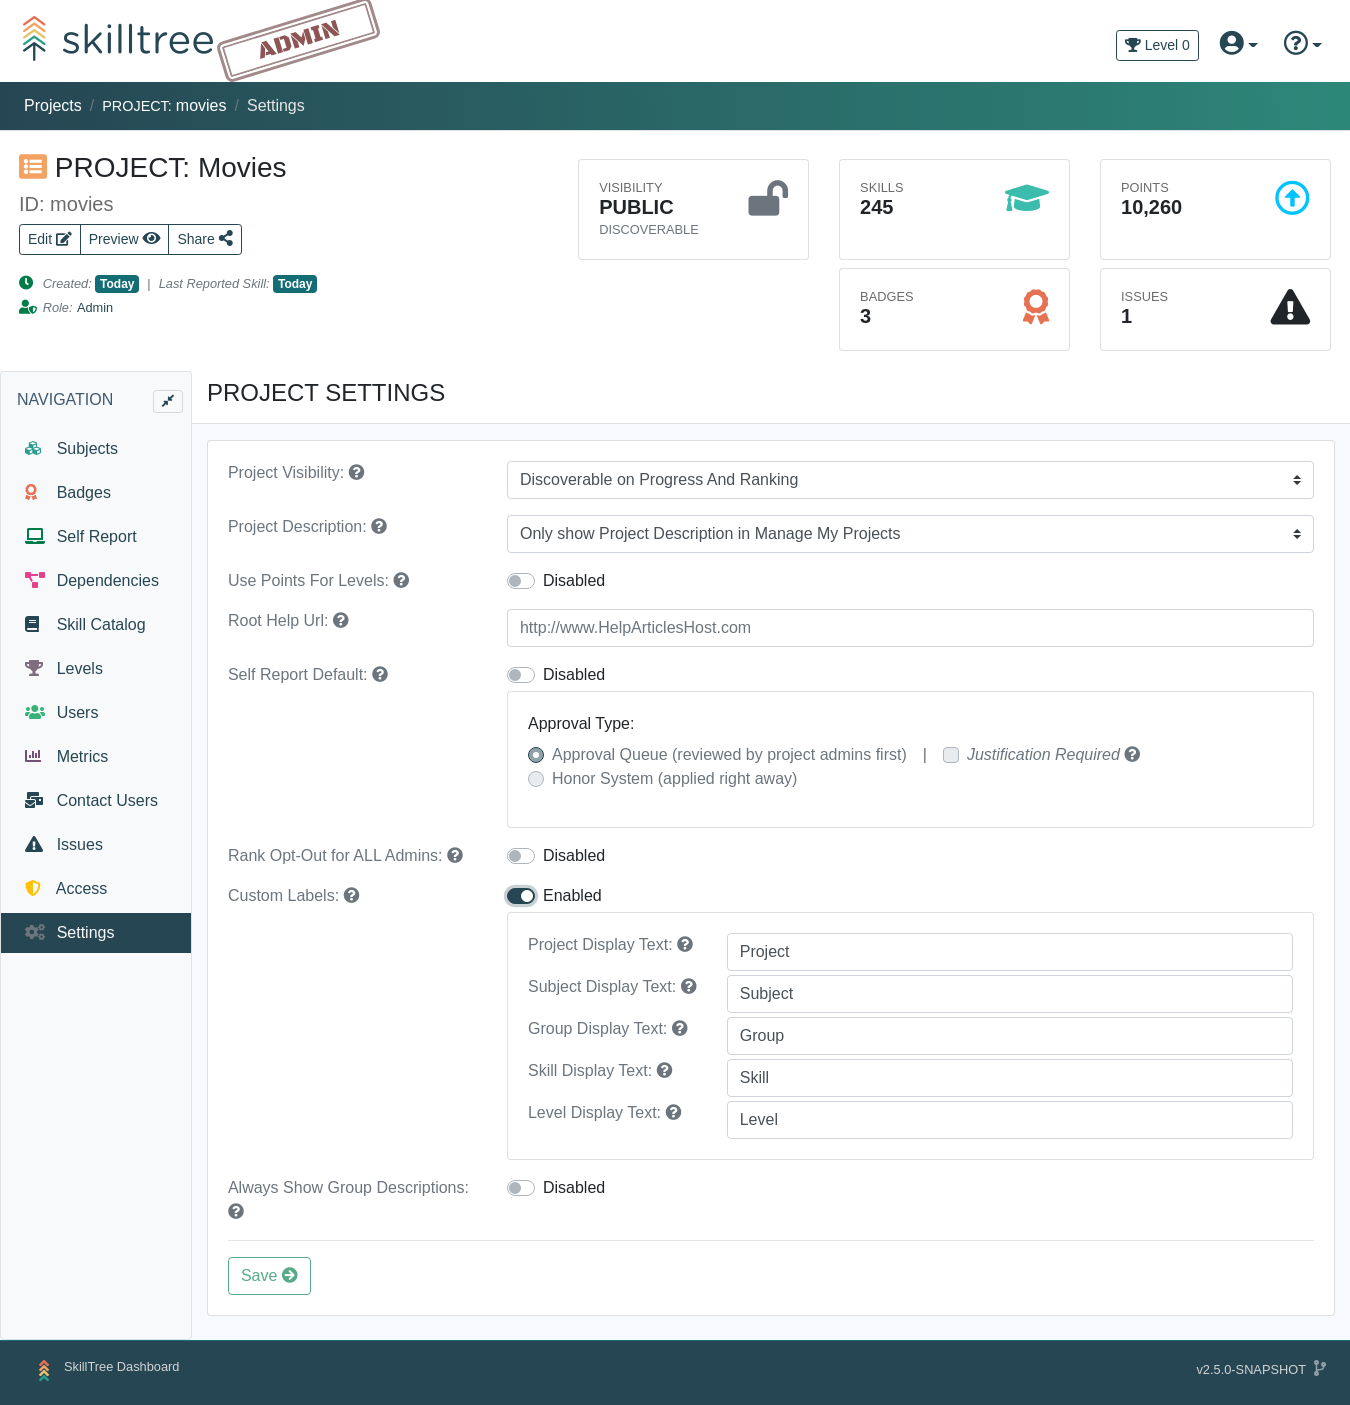 skilltree
ADMIN
Level 0
Projects / PROJECT: movies / Settings
PROJECT: Movies
ID: movies
Edit Preview Share
Created: Today | Last Reported Skill: Today
Role: Admin
VISIBILITY
PUBLIC
DISCOVERABLE
SKILLS
245
POINTS
10,260
BADGES
3
ISSUES
1
NAVIGATION
Subjects
Badges
Self Report
Dependencies
Skill Catalog
Levels
Users
Metrics
Contact Users
Issues
Access
Settings
PROJECT SETTINGS
Project Visibility:
Discoverable on Progress And Ranking
Project Description:
Only show Project Description in Manage My Projects
Use Points For Levels:
Disabled
Root Help Url:
http://www.HelpArticlesHost.com
Self Report Default:
Disabled
Approval Type:
Approval Queue (reviewed by project admins first) | Justification Required
Honor System (applied right away)
Rank Opt-Out for ALL Admins:
Disabled
Custom Labels:
Enabled
Project Display Text:
Project
Subject Display Text:
Subject
Group Display Text:
Group
Skill Display Text:
Skill
Level Display Text:
Level
Always Show Group Descriptions:
Disabled
Save
SkillTree Dashboard
v2.5.0-SNAPSHOT